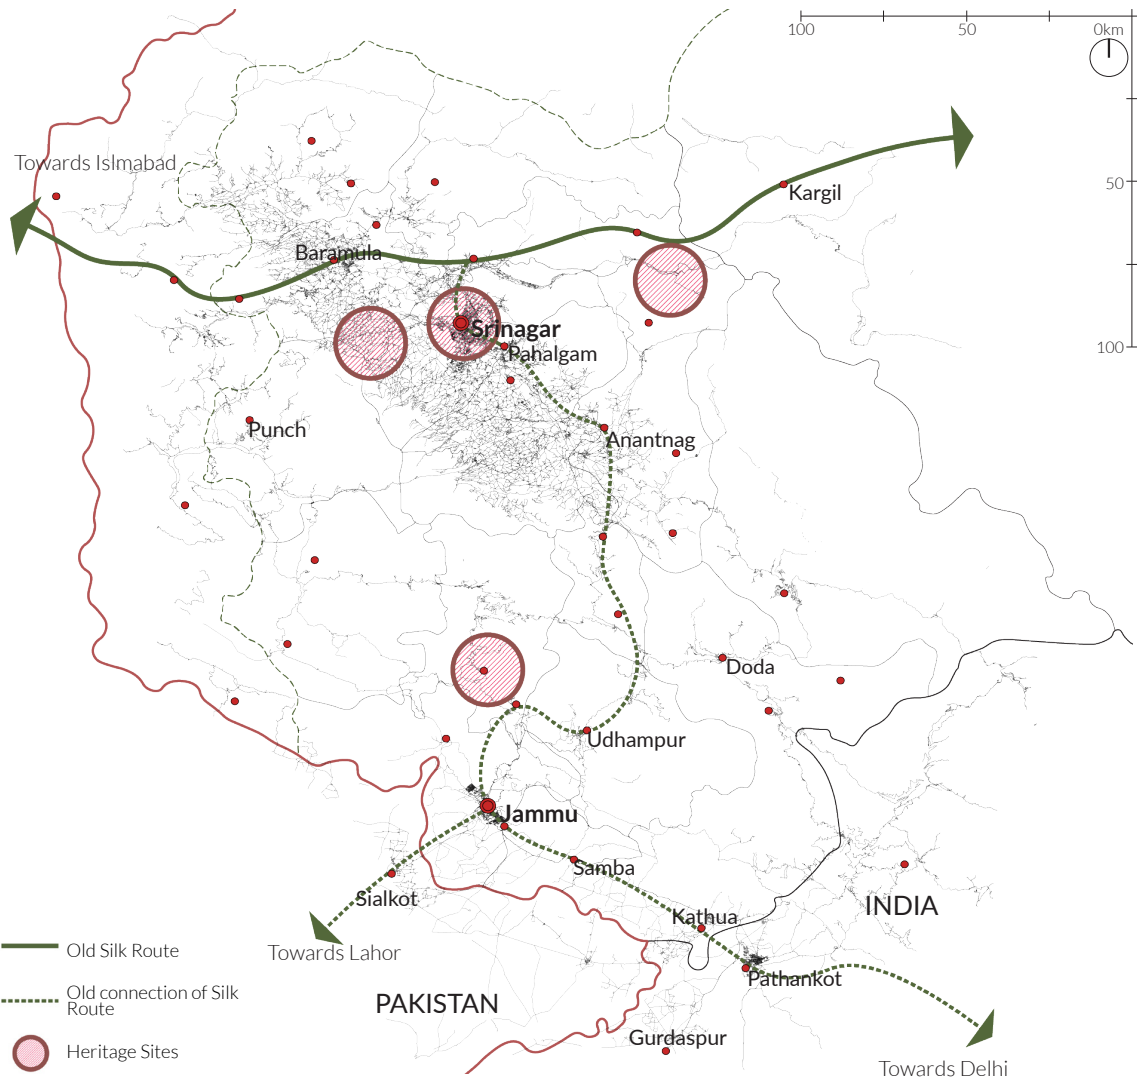 100
50
0km
50
100
Towards Islmabad
Kargil
Baramula
Srinagar
Pahalgam
Punch
Anantnag
Doda
Udhampur
Jammu
Samba
Sialkot
INDIA
Kathua
Towards Lahor
Pathankot
PAKISTAN
Gurdaspur
Towards Delhi
Old Silk Route
Old connection of Silk
Route
Heritage Sites